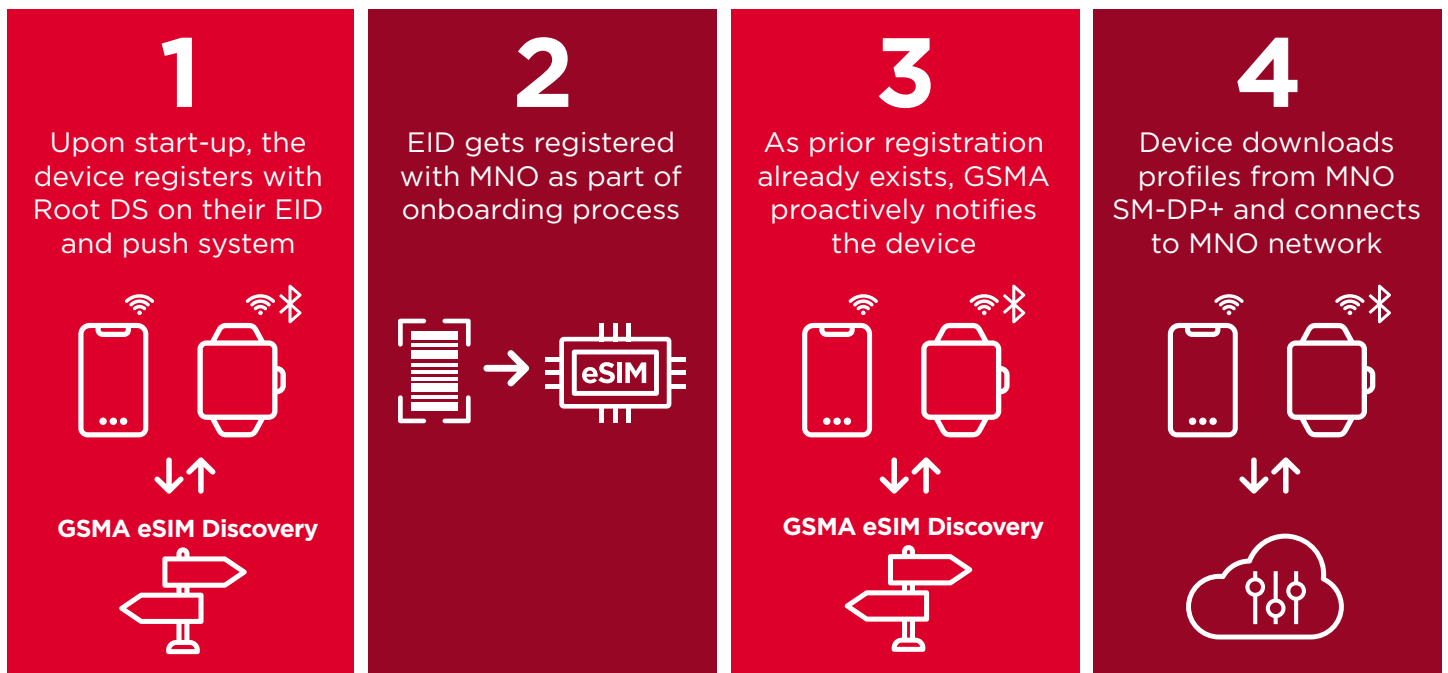 1
Upon start-up, the
device registers with
Root DS on their EID
and push system
GSMA eSIM Discovery
2
EID gets registered
with MNO as part of
onboarding process
eSIM
3
As prior registration
already exists, GSMA
proactively notifies
the device
GSMA eSIM Discovery
4
Device downloads
profiles from MNO
SM-DP+ and connects
to MNO network